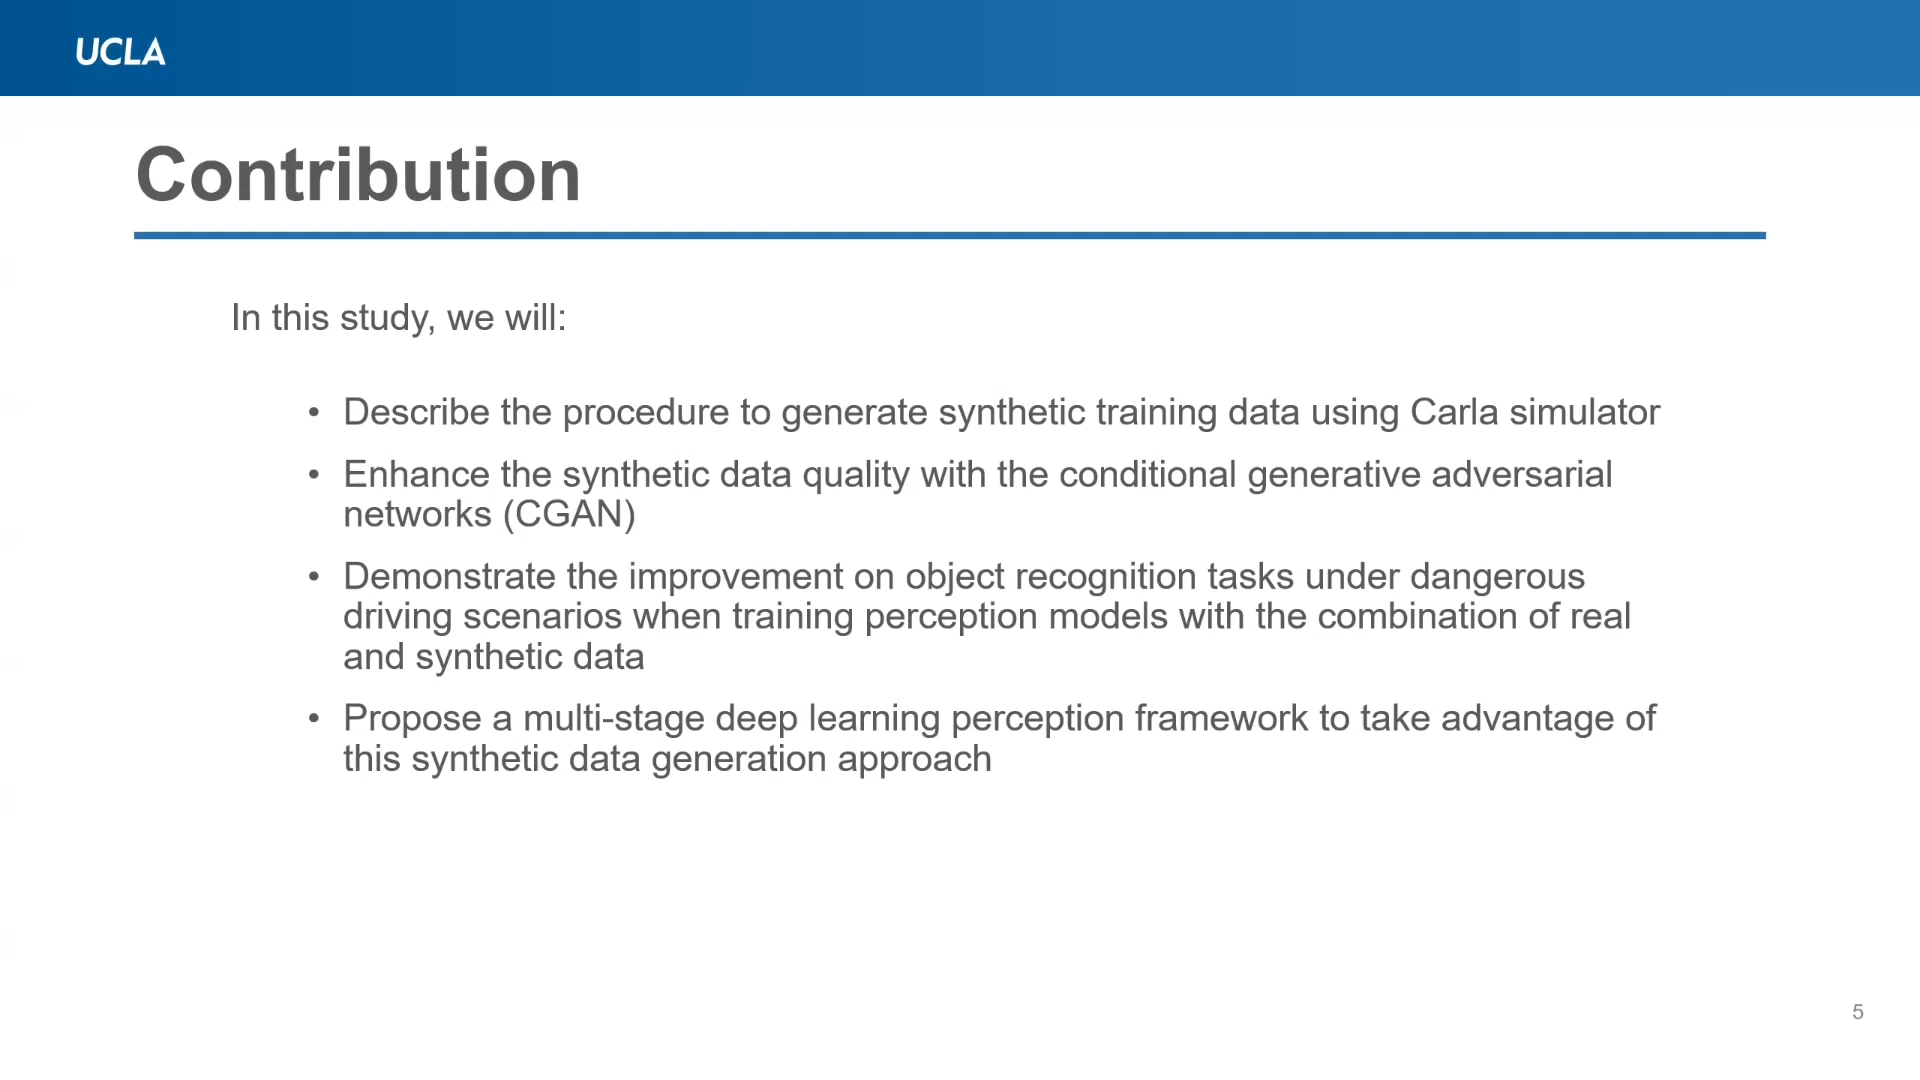 UCLA
Contribution
In this study, we will:
• Describe the procedure to generate synthetic training data using Carla simulator
• Enhance the synthetic data quality with the conditional generative adversarial
networks (CGAN)
• Demonstrate the improvement on object recognition tasks under dangerous
driving scenarios when training perception models with the combination of real
and synthetic data
• Propose a multi-stage deep learning perception framework to take advantage of
this synthetic data generation approach
5